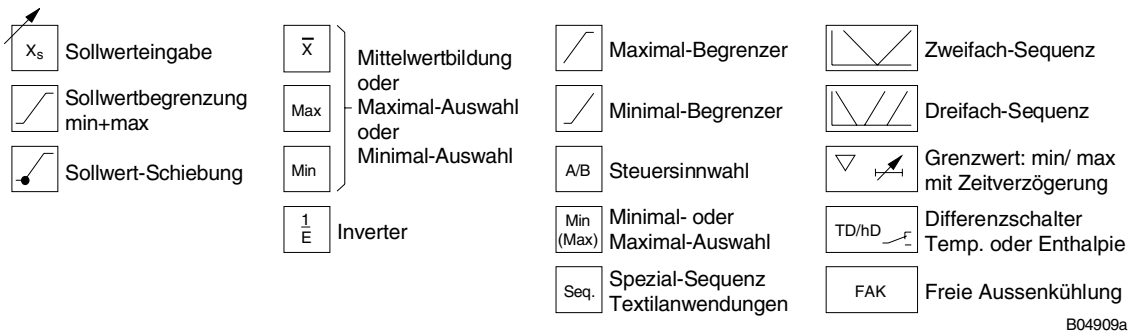 Xs Sollwerteingabe
Sollwertbegrenzung
min+max
Sollwert-Schiebung
X̅
Max
Min
Mittelwertbildung
oder
Maximal-Auswahl
oder
Minimal-Auswahl
1
E
Inverter
Maximal-Begrenzer
Minimal-Begrenzer
A/B Steuersinnwahl
Min
(Max)
Minimal- oder
Maximal-Auswahl
Seq.
Spezial-Sequenz
Textilanwendungen
Zweifach-Sequenz
Dreifach-Sequenz
Grenzwert: min/ max
mit Zeitverzögerung
TD/hD
Differenzschalter
Temp. oder Enthalpie
FAK Freie Aussenkühlung
B04909a